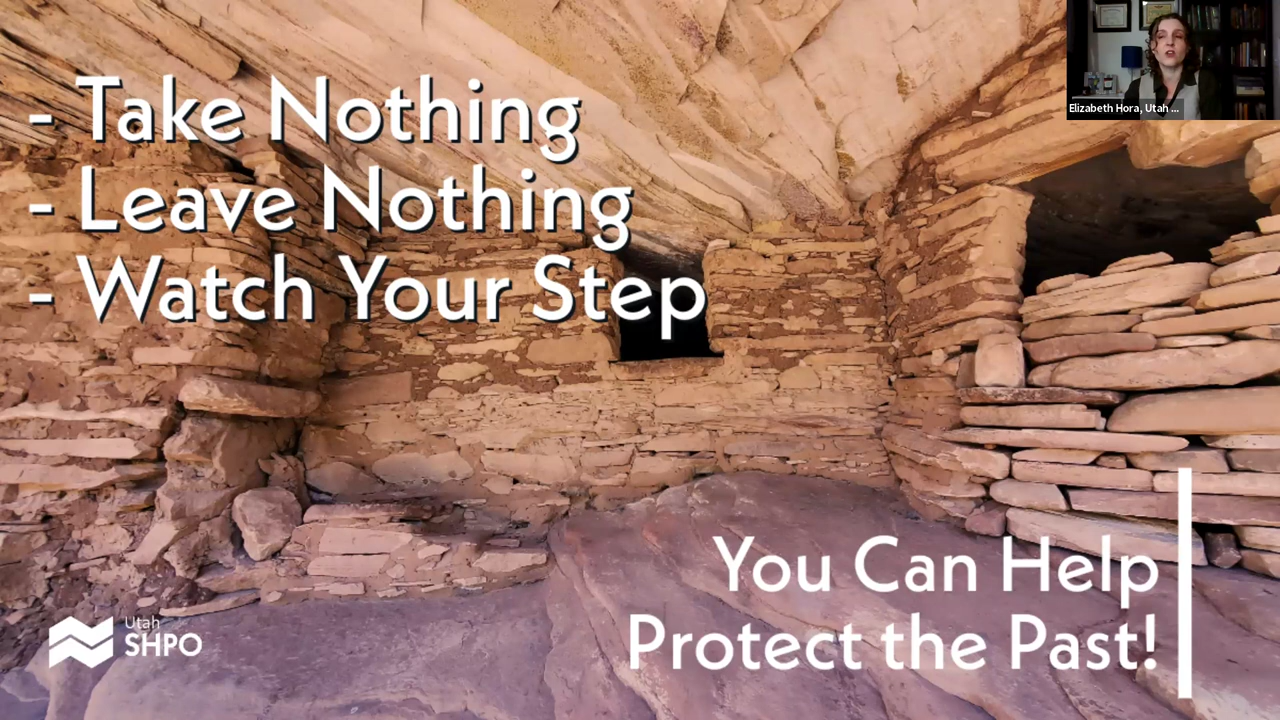 - Take Nothing
- Leave Nothing
- Watch Your Step
Elizabeth Hora, Utah ...
You Can Help
Protect the Past!
Utah
SHPO